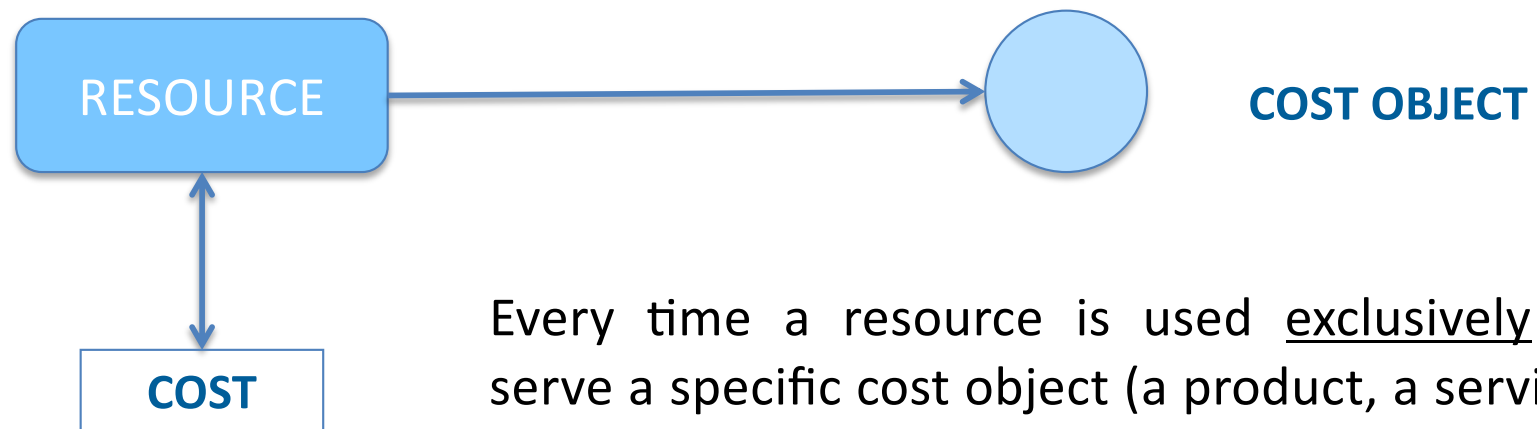 RESOURCE
COST OBJECT
Every time a resource is used exclusively
serve a specific cost object (a product, a servi
COST